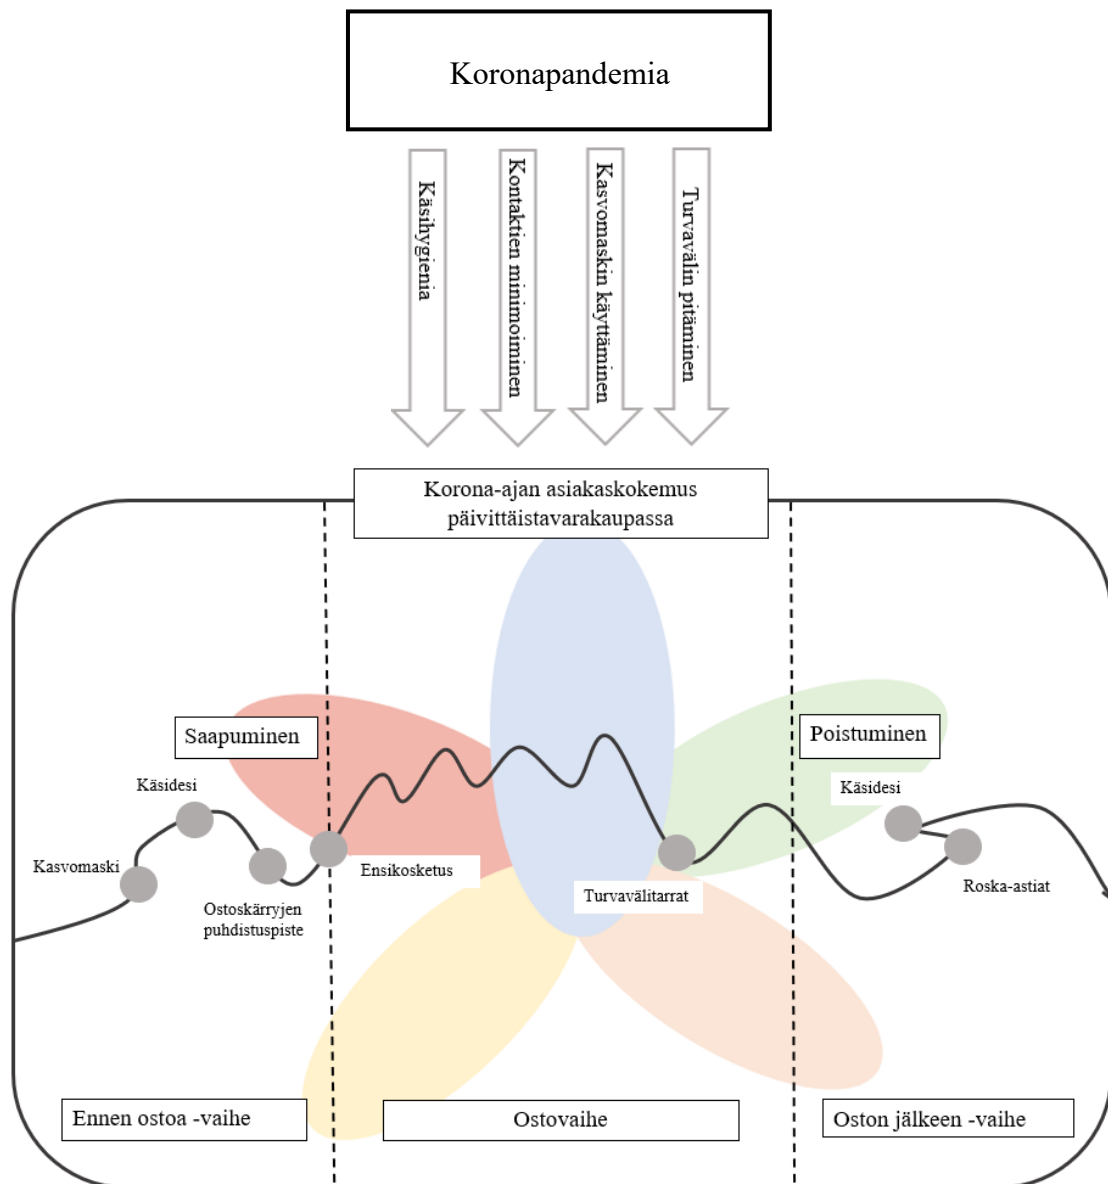 Koronapandemia
Käsihygienia
Kontaktien minimoiminen
Kasvomaskin käyttäminen
Turvavälin pitäminen
Korona-ajan asiakaskokemus
päivittäistavarakaupassa
Saapuminen
Poistuminen
Käsidesi
Käsidesi
Kasvomaski
Ensikosketus
Ostoskärryjen
puhdistuspiste
Turvavälitarrat
Roska-astiat
Ennen ostoa -vaihe
Ostovaihe
Oston jälkeen -vaihe